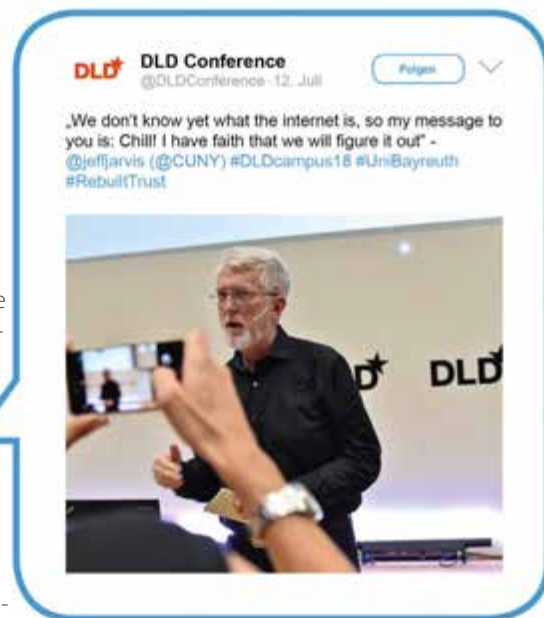 DLD DLD Conference
@DLDConference 12. Juli
Folgen
„We don't know yet what the internet is, so my message to
you is: Chill! I have faith that we will figure it out" -
@jeffjarvis (@CUNY) #DLDcampus18 #UniBayreuth
#RebuiltTrust
DLD
e
-
-